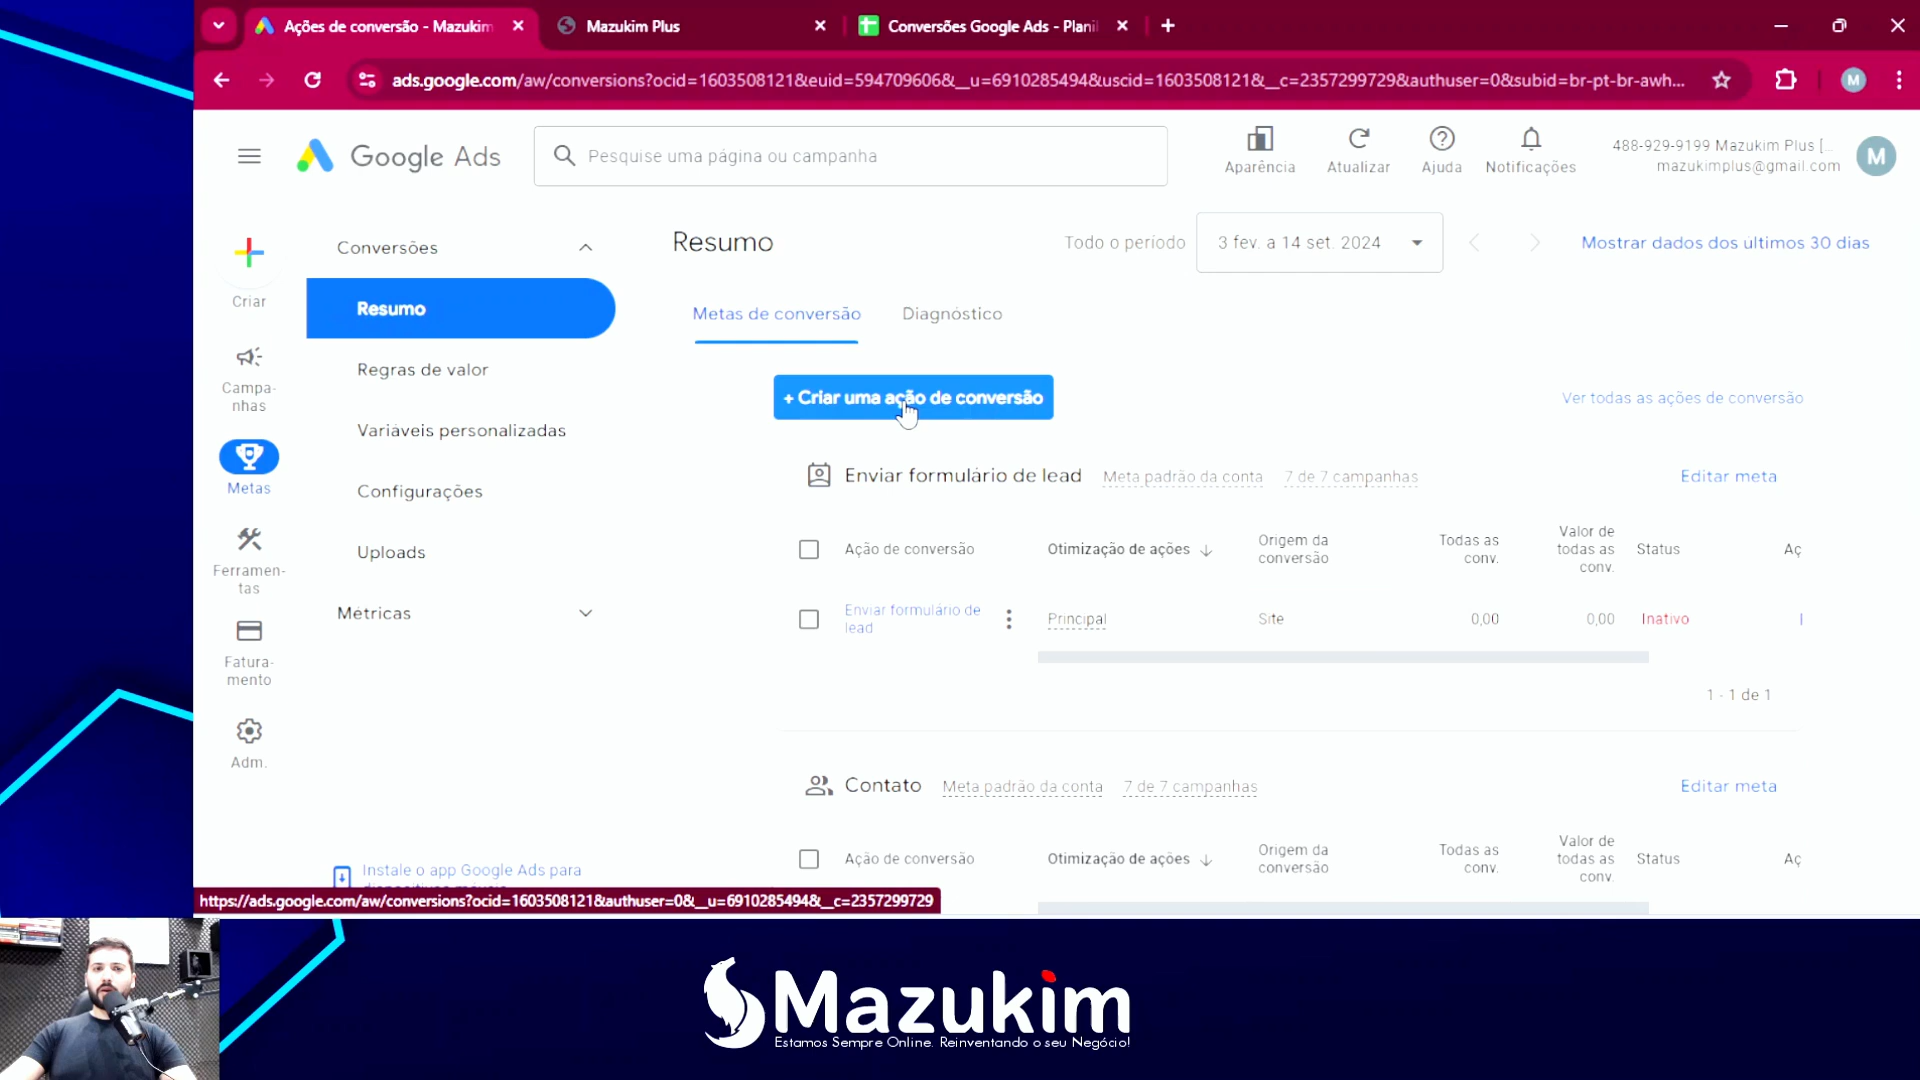 Ações de conversão - Mazukim
Mazukim Plus
Conversões Google Ads - Planil
ads.google.com/aw/conversions?ocid=1603508121&euid=594709606&__u=6910285494&uscid=1603508121&__c=2357299729&authuser=0&subid=br-pt-br-awh...
M
Google Ads
Pesquise uma página ou campanha
Aparência
Atualizar
Ajuda
Notificações
488-929-9199 Mazukim Plus [...
mazukimplus@gmail.com
M
Criar
Campa-
nhas
Metas
Ferramen-
tas
Fatura-
mento
Adm.
Conversões
Resumo
Regras de valor
Variáveis personalizadas
Configurações
Uploads
Métricas
Instale o app Google Ads para
Resumo
Todo o período
3 fev. a 14 set. 2024
Mostrar dados dos últimos 30 dias
Metas de conversão
Diagnóstico
+ Criar uma ação de conversão
Ver todas as ações de conversão
Enviar formulário de lead
Meta padrão da conta
7 de 7 campanhas
Editar meta
Ação de conversão
Otimização de ações
Origem da
conversão
Todas as
conv.
Valor de
todas as
conv.
Status
Aç
Enviar formulário de
lead
Principal
Site
0,00
0,00
Inativo
1 - 1 de 1
Contato
Meta padrão da conta
7 de 7 campanhas
Editar meta
Ação de conversão
Otimização de ações
Origem da
conversão
Todas as
conv.
Valor de
todas as
conv.
Status
Aç
https://ads.google.com/aw/conversions?ocid=1603508121&authuser=0&__u=6910285494&__c=2357299729
Mazukim
Estamos Sempre Online. Reinventando o seu Negócio!